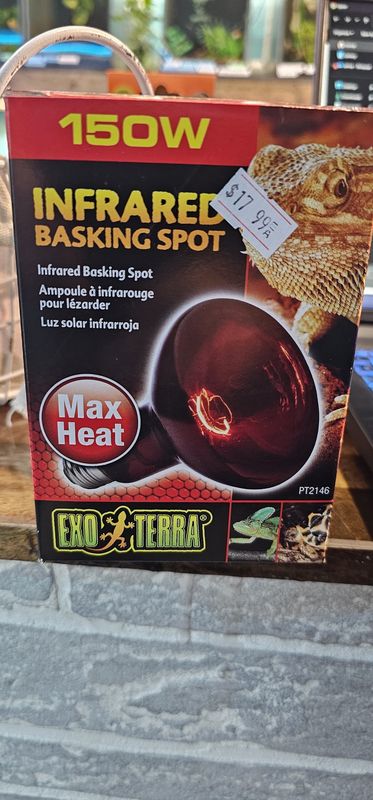 150W
$17.99
INFRARED
BASKING SPOT
Infrared Basking Spot
Ampoule à infrarouge
pour lézarder
Luz solar infrarroja
Max
Heat
PT2146
EXO TERRA®